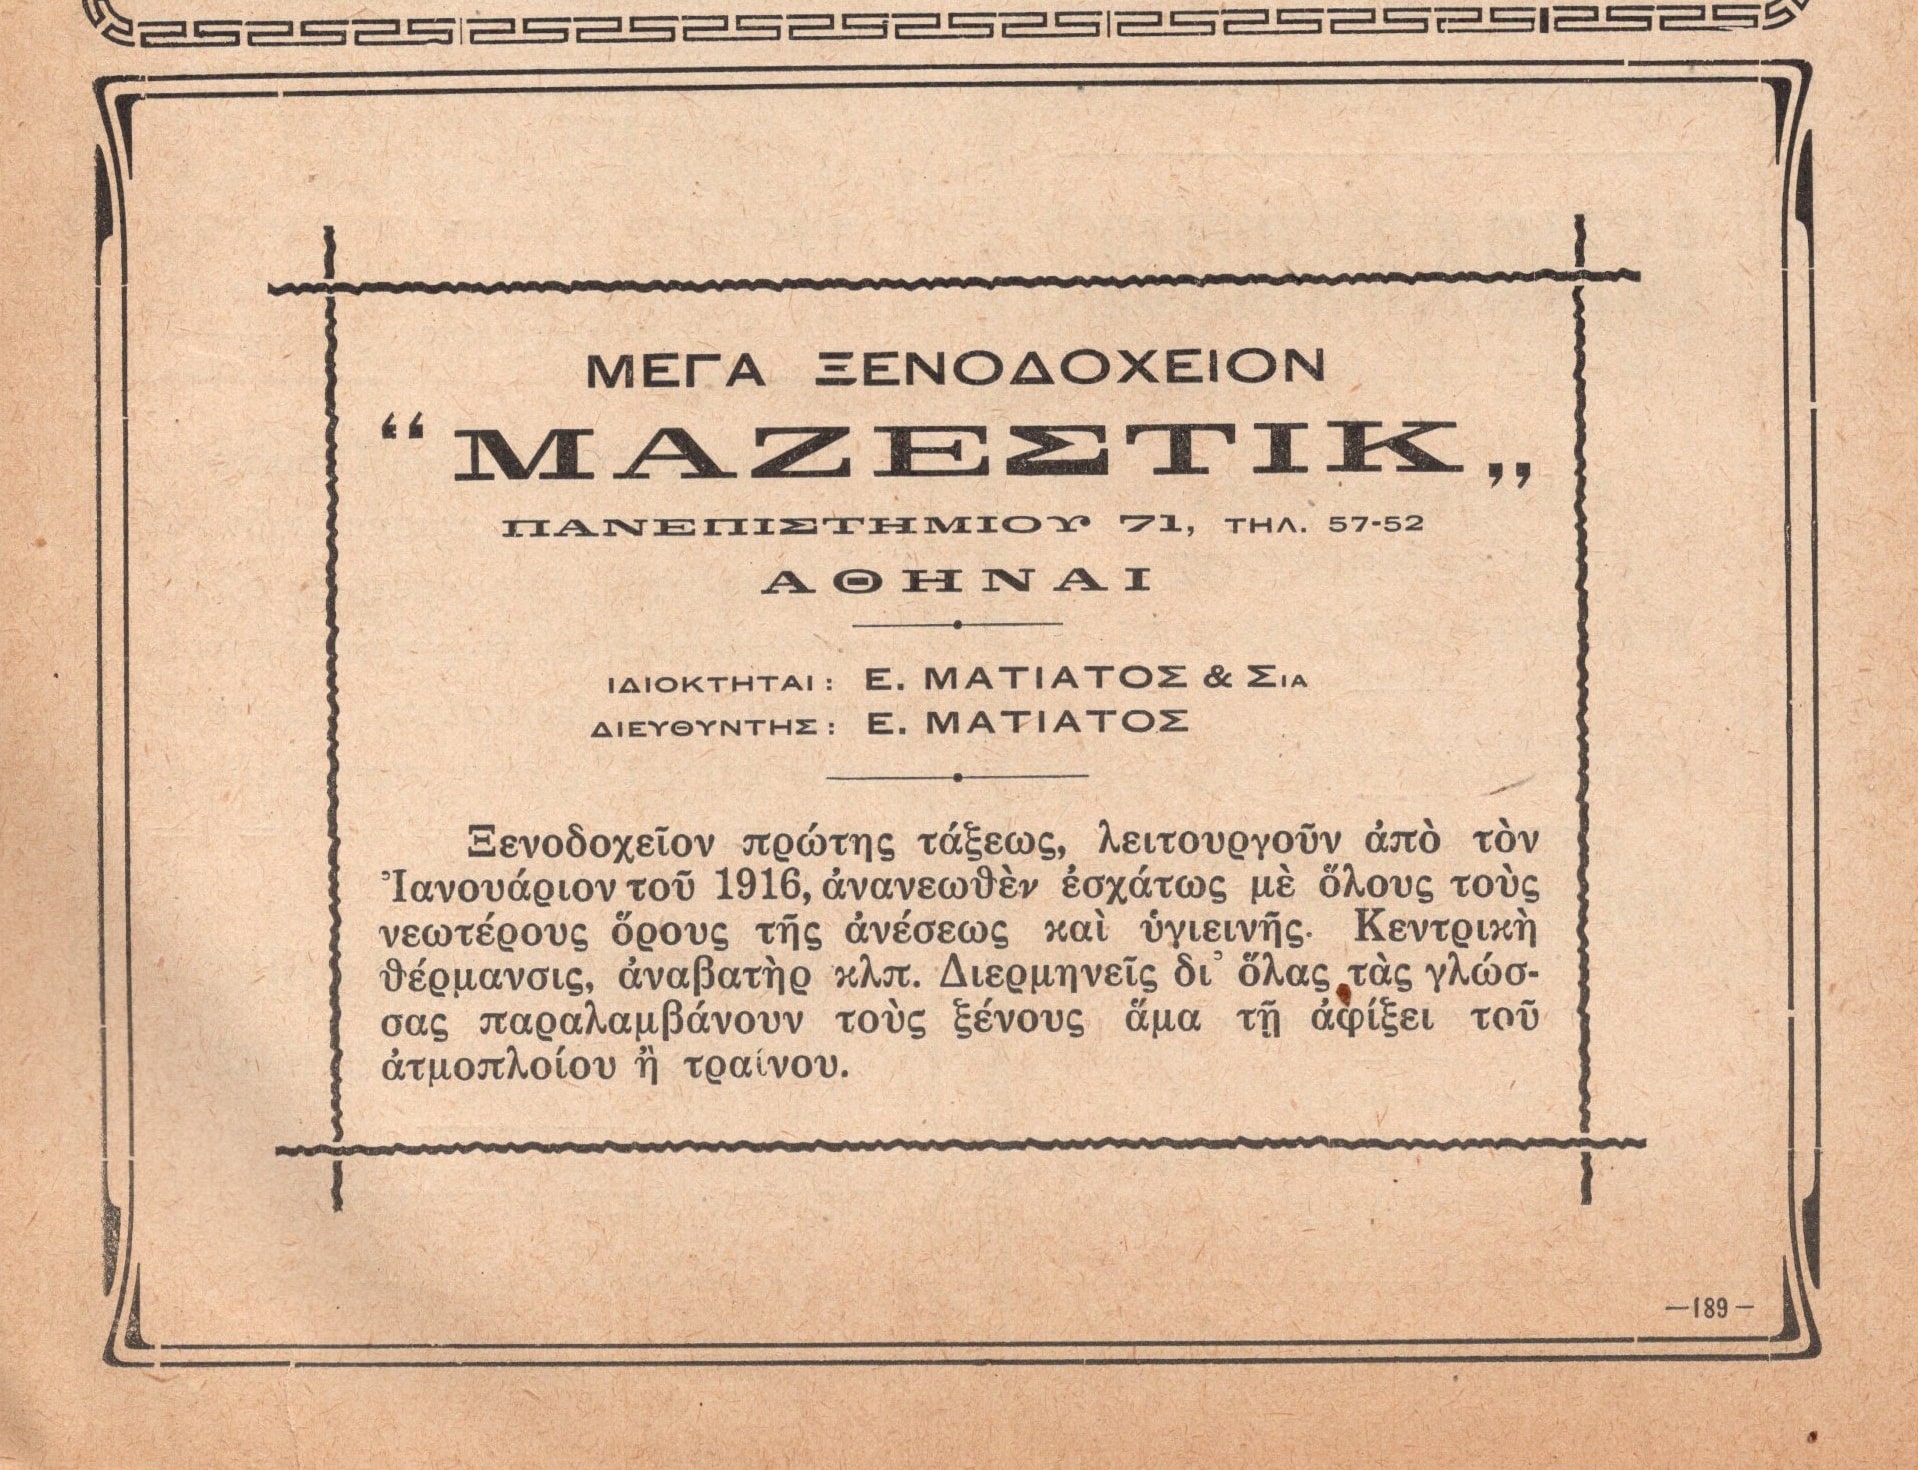 ΜΕΓΑ ΞΕΝΟΔΟΧΕΙΟΝ
“ΜΑΖΕΣΤΙΚ„
ΠΑΝΕΠΙΣΤΗΜΙΟΥ 71, ΤΗΛ. 57-52
ΑΘΗΝΑΙ
ΙΔΙΟΚΤΗΤΑΙ: Ε. ΜΑΤΙΑΤΟΣ & ΣΙΑ
ΔΙΕΥΘΥΝΤΗΣ: Ε. ΜΑΤΙΑΤΟΣ
Ξενοδοχεῖον πρώτης τάξεως, λειτουργοῦν ἀπὸ τὸν
Ἰανουάριον τοῦ 1916, ἀνανεωθὲν ἐσχάτως μὲ ὅλους τοὺς
νεωτέρους ὅρους τῆς ἀνέσεως καὶ ὑγιεινῆς. Κεντρικὴ
θέρμανσις, ἀναβατὴρ κλπ. Διερμηνεῖς δι᾽ ὅλας τὰς γλώσ-
σας παραλαμβάνουν τοὺς ξένους ἅμα τῇ ἀφίξει τοῦ
ἀτμοπλοίου ἢ τραίνου.
—189—